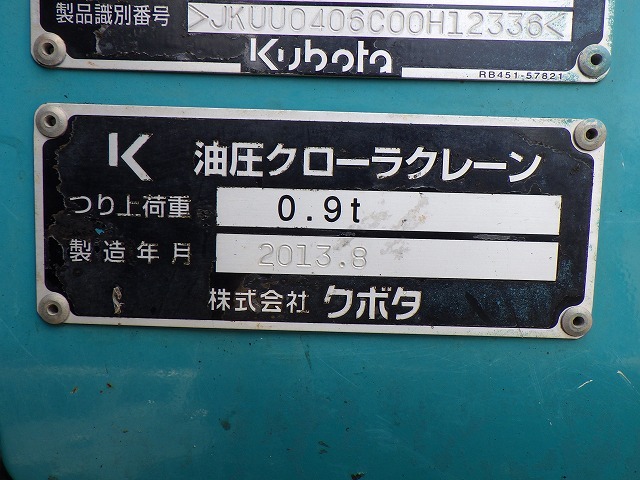 製品識別番号 >JKUU0406C00H12336<
Kubota
RB451-57821
K 油圧クローラクレーン
つり上荷重 0.9t
製造年月 2013.8
株式会社 クボタ